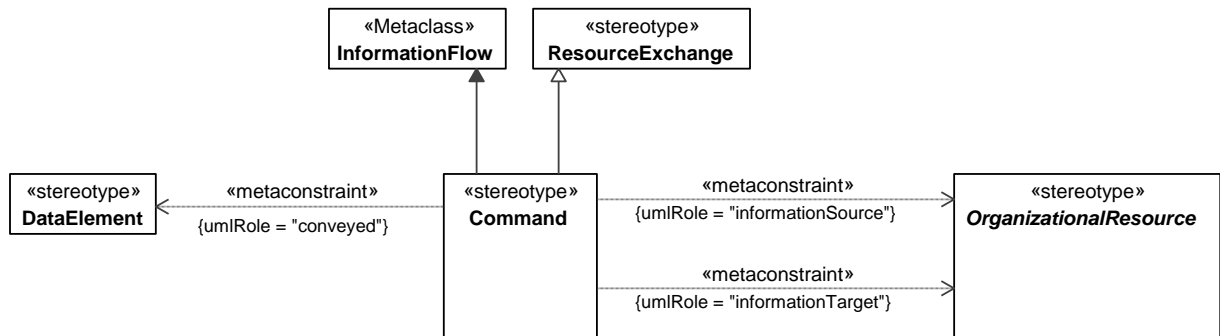 «Metaclass»
InformationFlow
«stereotype»
ResourceExchange
«stereotype»
DataElement
«metaconstraint»
{umlRole = "conveyed"}
«stereotype»
Command
«metaconstraint»
{umlRole = "informationSource"}
«metaconstraint»
{umlRole = "informationTarget"}
«stereotype»
OrganizationalResource